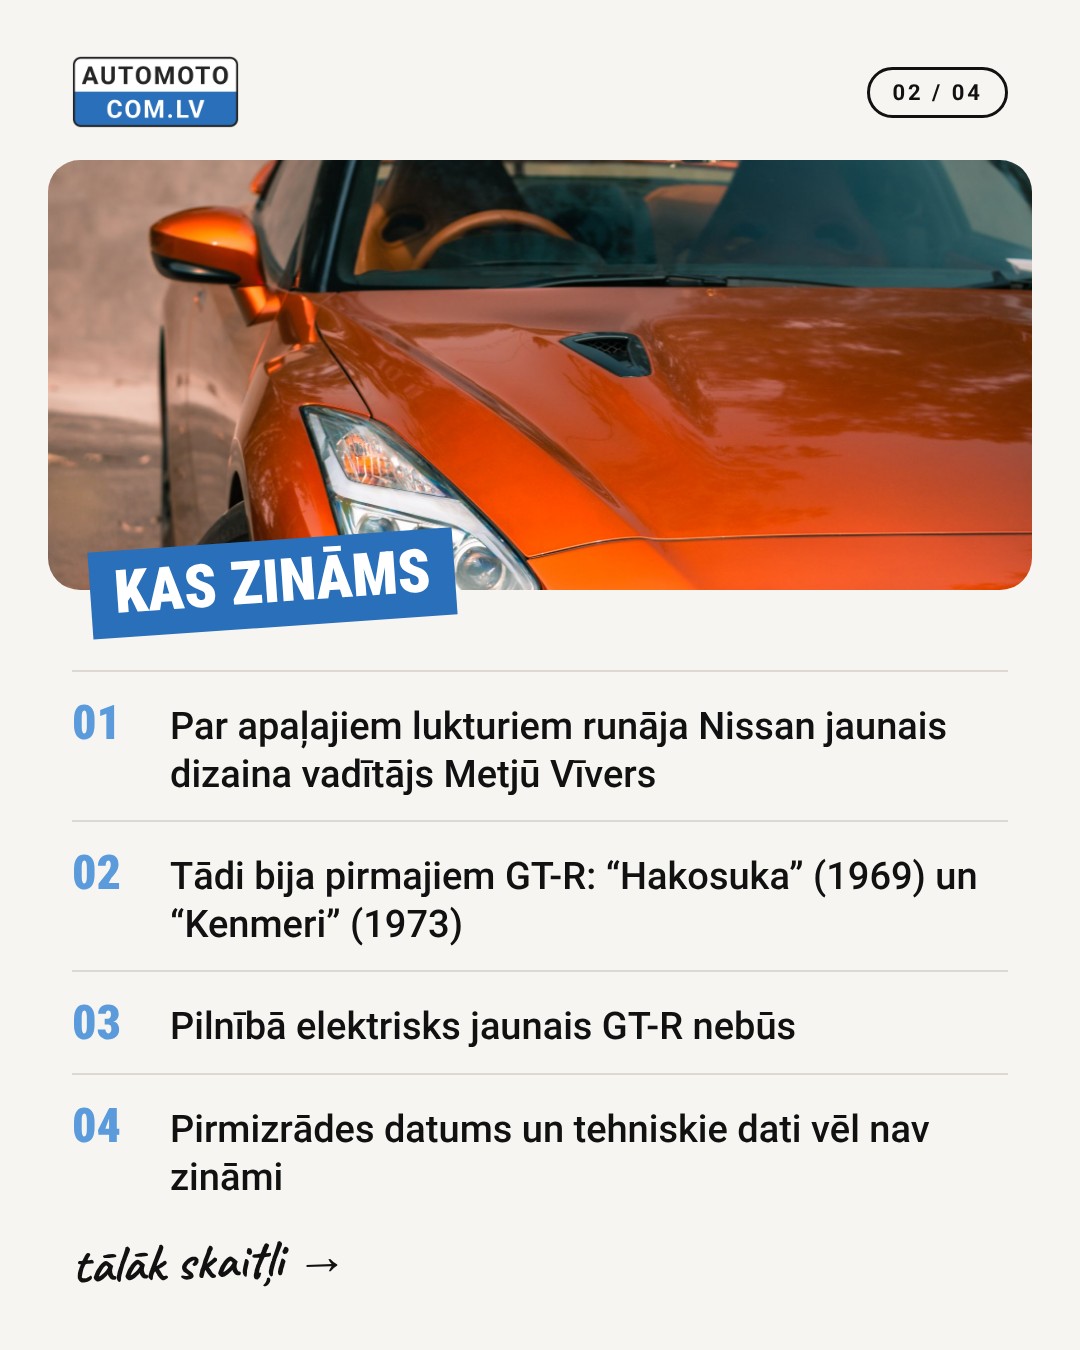 AUTOMOTO
COM.LV
02 / 04
KAS ZINĀMS
01 Par apaļajiem lukturiem runāja Nissan jaunais
dizaina vadītājs Metjū Vīvers
02 Tādi bija pirmajiem GT-R: “Hakosuka” (1969) un
“Kenmeri” (1973)
03 Pilnībā elektrisks jaunais GT-R nebūs
04 Pirmizrādes datums un tehniskie dati vēl nav
zināmi
tālāk skaitļi →